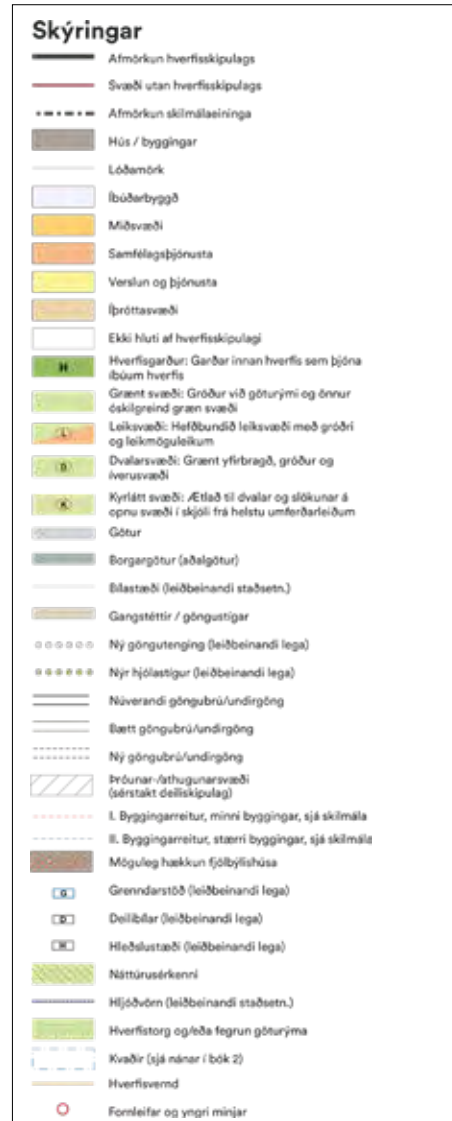 Skýringar
Afmörkun hverfisskipulags
Svæði utan hverfisskipulags
Afmörkun skilmálaeininga
Hús / byggingar
Lóðamörk
Íbúðarbyggð
Miðsvæði
Samfélagsþjónusta
Verslun og þjónusta
Íþróttasvæði
Ekki hluti af hverfisskipulagi
H
Hverfisgarður: Garðar innan hverfis sem þjóna
íbúum hverfis
Grænt svæði: Gróður við göturými og önnur
óskilgreind græn svæði
L
Leiksvæði: Hefðbundið leiksvæði með gróðri
og leikmöguleikum
D
Dvalarsvæði: Grænt yfirbragð, gróður og
íverusvæði
K
Kyrlátt svæði: Ætlað til dvalar og slökunar á
opnu svæði í skjóli frá helstu umferðarleiðum
Götur
Borgargötur (aðalgötur)
Bílastæði (leiðbeinandi staðsetn.)
Gangstéttir / göngustígar
Ný göngutenging (leiðbeinandi lega)
Nýr hjólastígur (leiðbeinandi lega)
Núverandi göngubrú/undirgöng
Bætt göngubrú/undirgöng
Ný göngubrú/undirgöng
Þróunar-/athugunarsvæði
(sérstakt deiliskipulag)
I. Byggingarreitur, minni byggingar, sjá skilmála
II. Byggingarreitur, stærri byggingar, sjá skilmála
Möguleg hækkun fjölbýlishúsa
G
Grenndarstöð (leiðbeinandi lega)
D
Deilibílar (leiðbeinandi lega)
H
Hleðslustæði (leiðbeinandi lega)
Náttúrusérkenni
Hljóðvörn (leiðbeinandi staðsetn.)
Hverfistorg og/eða fegrun göturýma
Kvaðir (sjá nánar í bók 2)
Hverfisvernd
Fornleifar og yngri minjar